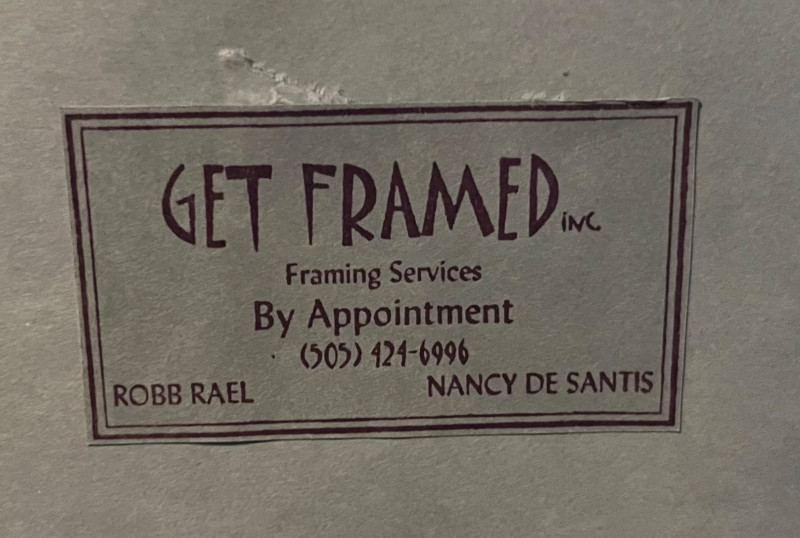 GET FRAMED INC.
Framing Services
By Appointment
(505) 424-6996
ROBB RAEL NANCY DE SANTIS